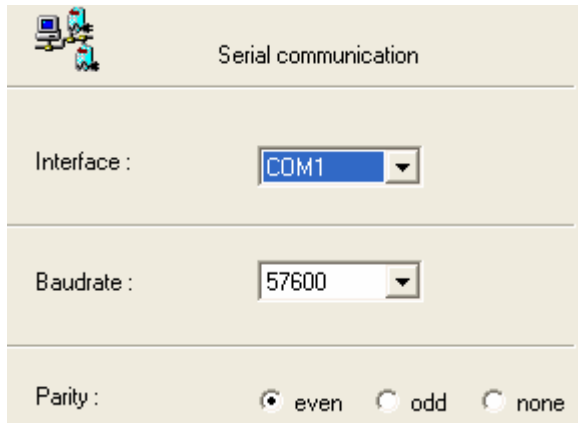 Serial communication
Interface : COM1
Baudrate : 57600
Parity : even odd none